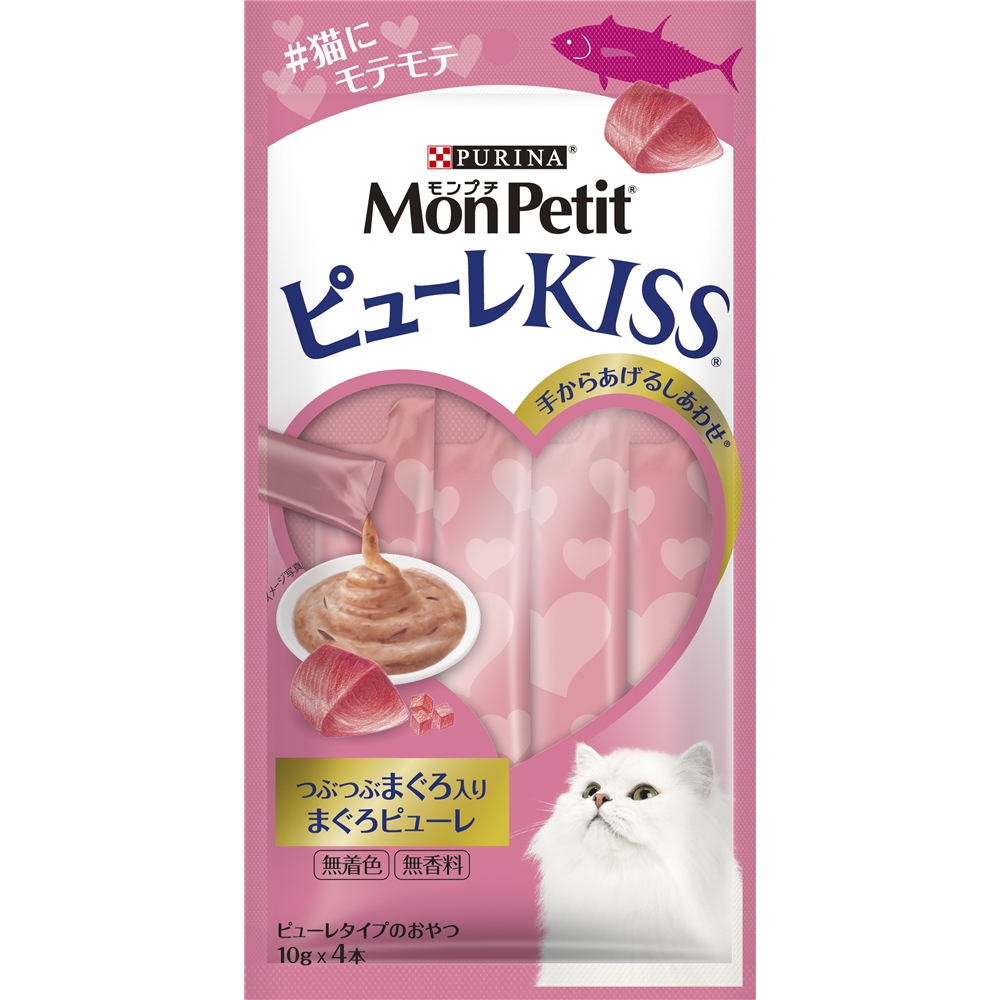 #猫に
モテモテ
PURINA®
モンプチ
Mon Petit®
ピューレKISS®
手からあげるしあわせ®
イメージ写真
つぶつぶまぐろ入り
まぐろピューレ
無着色 無香料
ピューレタイプのおやつ
10g x 4本